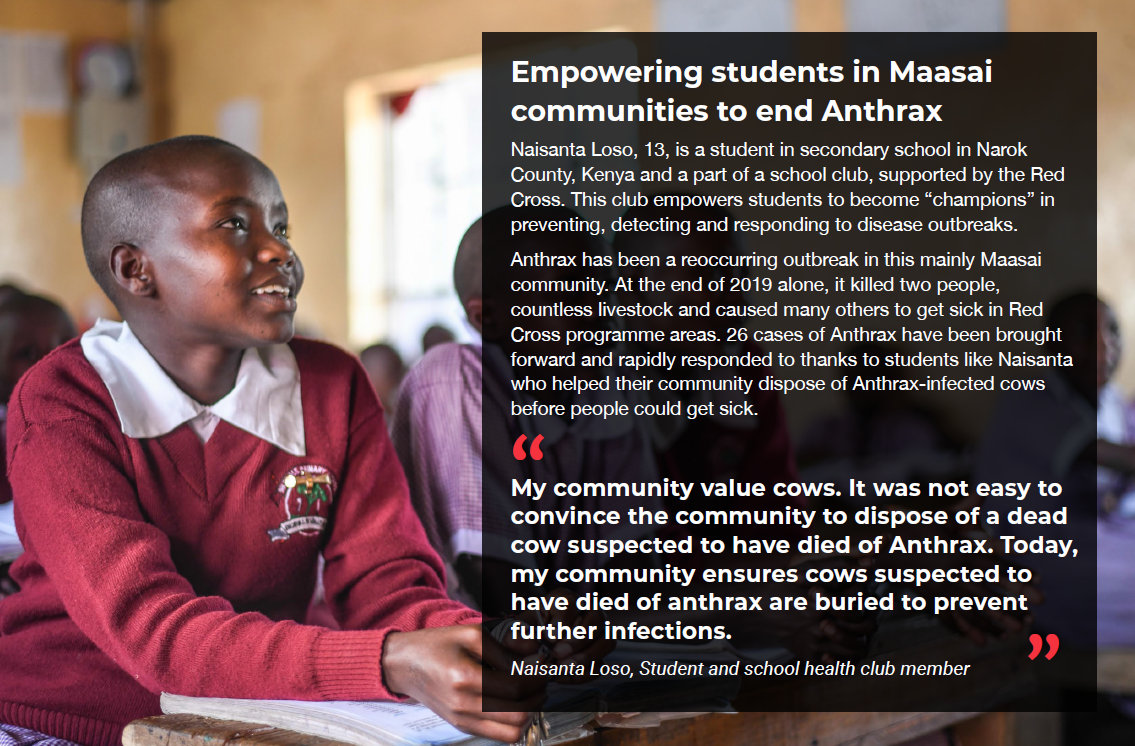 Empowering students in Maasai
communities to end Anthrax
Naisanta Loso, 13, is a student in secondary school in Narok
County, Kenya and a part of a school club, supported by the Red
Cross. This club empowers students to become “champions” in
preventing, detecting and responding to disease outbreaks.
Anthrax has been a reoccurring outbreak in this mainly Maasai
community. At the end of 2019 alone, it killed two people,
countless livestock and caused many others to get sick in Red
Cross programme areas. 26 cases of Anthrax have been brought
forward and rapidly responded to thanks to students like Naisanta
who helped their community dispose of Anthrax-infected cows
before people could get sick.
“
My community value cows. It was not easy to
convince the community to dispose of a dead
cow suspected to have died of Anthrax. Today,
my community ensures cows suspected to
have died of anthrax are buried to prevent
further infections.
”
Naisanta Loso, Student and school health club member